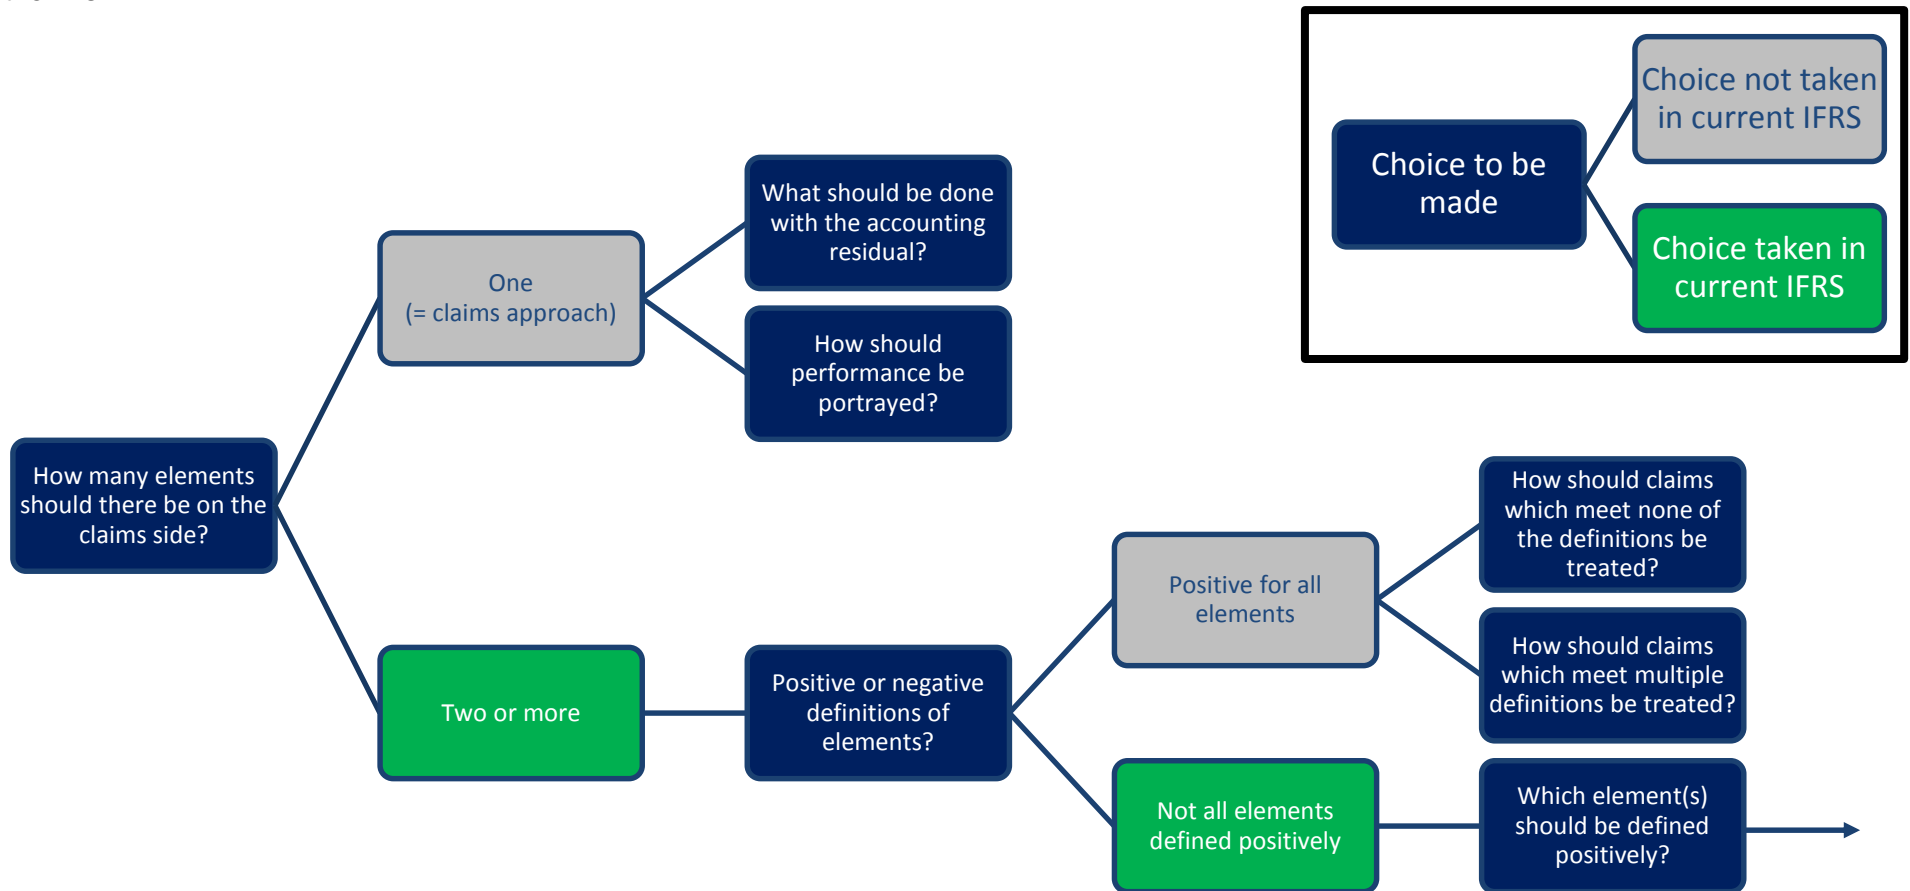 Choice to be
made
Choice not taken
in current IFRS
Choice taken in
current IFRS
How many elements
should there be on the
claims side?
One
(= claims approach)
What should be done
with the accounting
residual?
How should
performance be
portrayed?
Two or more
Positive or negative
definitions of
elements?
Positive for all
elements
How should claims
which meet none of
the definitions be
treated?
How should claims
which meet multiple
definitions be treated?
Not all elements
defined positively
Which element(s)
should be defined
positively?